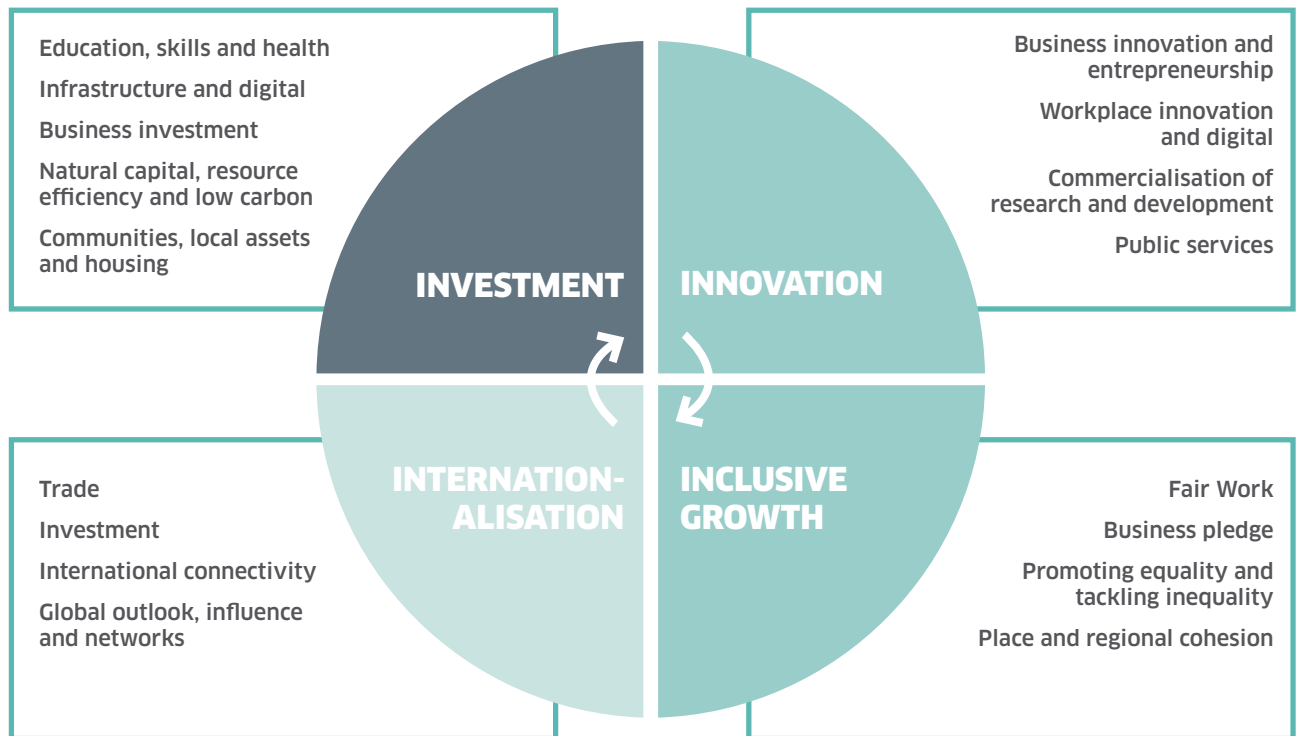 Education, skills and health
Infrastructure and digital
Business investment
Natural capital, resource
efficiency and low carbon
Communities, local assets
and housing
Business innovation and
entrepreneurship
Workplace innovation
and digital
Commercialisation of
research and development
Public services
INVESTMENT
INNOVATION
INTERNATION-
ALISATION
INCLUSIVE
GROWTH
Trade
Investment
International connectivity
Global outlook, influence
and networks
Fair Work
Business pledge
Promoting equality and
tackling inequality
Place and regional cohesion